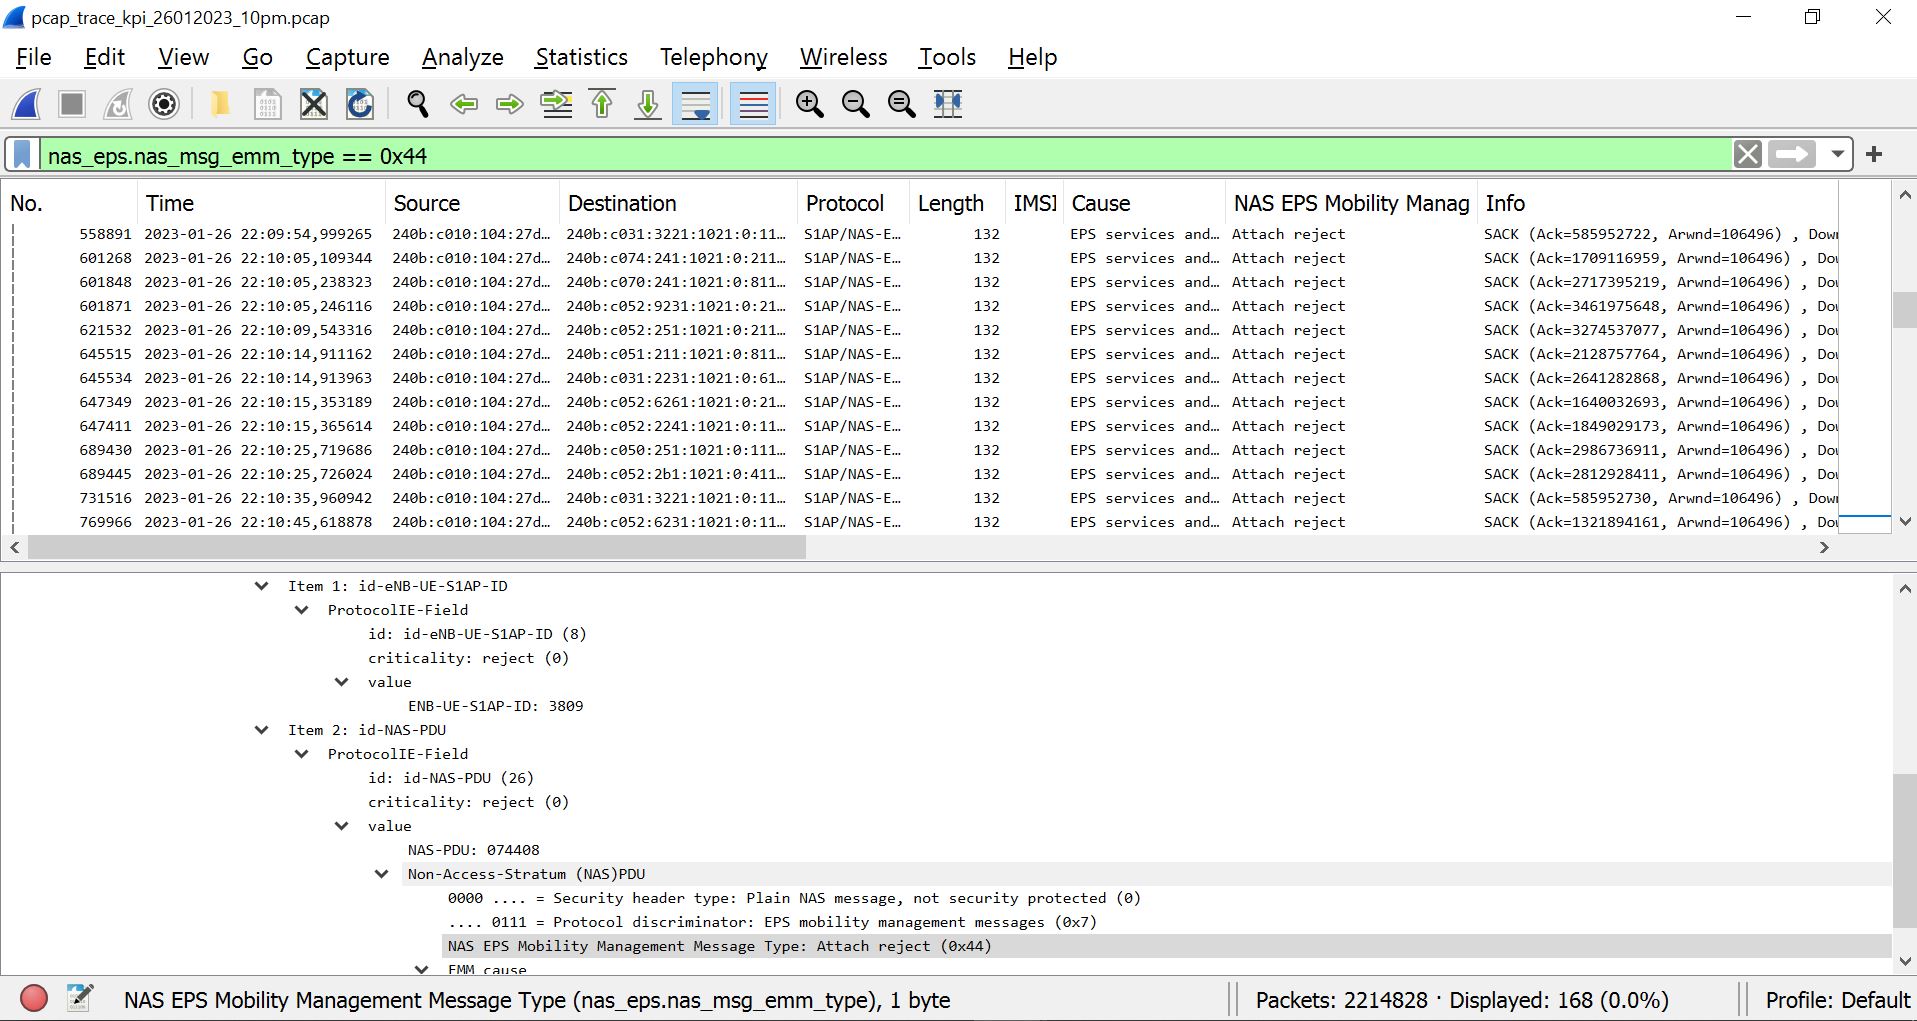 pcap_trace_kpi_26012023_10pm.pcap
File Edit View Go Capture Analyze Statistics Telephony Wireless Tools Help
nas_eps.nas_msg_emm_type == 0x44
No. Time Source Destination Protocol Length IMSI Cause NAS EPS Mobility Manag Info
558891 2023-01-26 22:09:54,999265 240b:c010:104:27d… 240b:c031:3221:1021:0:11… S1AP/NAS-E… 132 EPS services and… Attach reject SACK (Ack=585952722, Arwnd=106496) , Down
601268 2023-01-26 22:10:05,109344 240b:c010:104:27d… 240b:c074:241:1021:0:211… S1AP/NAS-E… 132 EPS services and… Attach reject SACK (Ack=1709116959, Arwnd=106496) , Dow
601848 2023-01-26 22:10:05,238323 240b:c010:104:27d… 240b:c070:241:1021:0:811… S1AP/NAS-E… 132 EPS services and… Attach reject SACK (Ack=2717395219, Arwnd=106496) , Dow
601871 2023-01-26 22:10:05,246116 240b:c010:104:27d… 240b:c052:9231:1021:0:21… S1AP/NAS-E… 132 EPS services and… Attach reject SACK (Ack=3461975648, Arwnd=106496) , Dow
621532 2023-01-26 22:10:09,543316 240b:c010:104:27d… 240b:c052:251:1021:0:211… S1AP/NAS-E… 132 EPS services and… Attach reject SACK (Ack=3274537077, Arwnd=106496) , Dow
645515 2023-01-26 22:10:14,911162 240b:c010:104:27d… 240b:c051:211:1021:0:811… S1AP/NAS-E… 132 EPS services and… Attach reject SACK (Ack=2128757764, Arwnd=106496) , Dow
645534 2023-01-26 22:10:14,913963 240b:c010:104:27d… 240b:c031:2231:1021:0:61… S1AP/NAS-E… 132 EPS services and… Attach reject SACK (Ack=2641282868, Arwnd=106496) , Dow
647349 2023-01-26 22:10:15,353189 240b:c010:104:27d… 240b:c052:6261:1021:0:21… S1AP/NAS-E… 132 EPS services and… Attach reject SACK (Ack=1640032693, Arwnd=106496) , Dow
647411 2023-01-26 22:10:15,365614 240b:c010:104:27d… 240b:c052:2241:1021:0:11… S1AP/NAS-E… 132 EPS services and… Attach reject SACK (Ack=1849029173, Arwnd=106496) , Dow
689430 2023-01-26 22:10:25,719686 240b:c010:104:27d… 240b:c050:251:1021:0:111… S1AP/NAS-E… 132 EPS services and… Attach reject SACK (Ack=2986736911, Arwnd=106496) , Dow
689445 2023-01-26 22:10:25,726024 240b:c010:104:27d… 240b:c052:2b1:1021:0:411… S1AP/NAS-E… 132 EPS services and… Attach reject SACK (Ack=2812928411, Arwnd=106496) , Dow
731516 2023-01-26 22:10:35,960942 240b:c010:104:27d… 240b:c031:3221:1021:0:11… S1AP/NAS-E… 132 EPS services and… Attach reject SACK (Ack=585952730, Arwnd=106496) , Down
769966 2023-01-26 22:10:45,618878 240b:c010:104:27d… 240b:c052:6231:1021:0:11… S1AP/NAS-E… 132 EPS services and… Attach reject SACK (Ack=1321894161, Arwnd=106496) , Dow
Item 1: id-eNB-UE-S1AP-ID
ProtocolIE-Field
id: id-eNB-UE-S1AP-ID (8)
criticality: reject (0)
value
ENB-UE-S1AP-ID: 3809
Item 2: id-NAS-PDU
ProtocolIE-Field
id: id-NAS-PDU (26)
criticality: reject (0)
value
NAS-PDU: 074408
Non-Access-Stratum (NAS)PDU
0000 .... = Security header type: Plain NAS message, not security protected (0)
.... 0111 = Protocol discriminator: EPS mobility management messages (0x7)
NAS EPS Mobility Management Message Type: Attach reject (0x44)
EMM cause
NAS EPS Mobility Management Message Type (nas_eps.nas_msg_emm_type), 1 byte Packets: 2214828 · Displayed: 168 (0.0%) Profile: Default